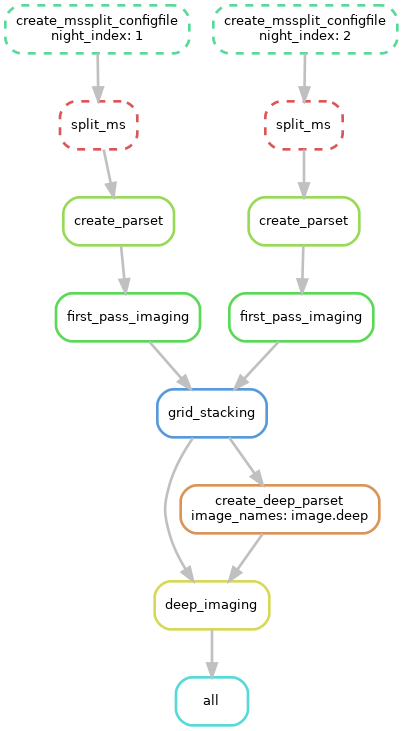 create_mssplit_configfile
night_index: 1
create_mssplit_configfile
night_index: 2
split_ms
split_ms
create_parset
create_parset
first_pass_imaging
first_pass_imaging
grid_stacking
create_deep_parset
image_names: image.deep
deep_imaging
all